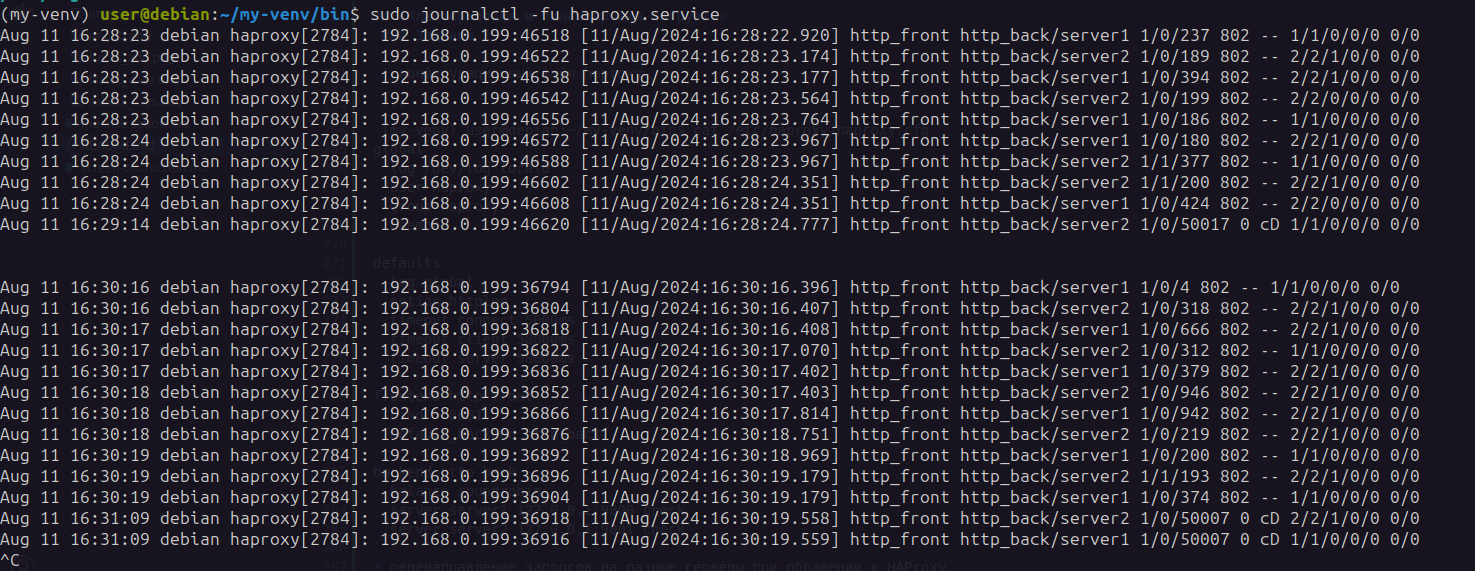 (my-venv) user@debian:~/my-venv/bin$ sudo journalctl -fu haproxy.service
Aug 11 16:28:23 debian haproxy[2784]: 192.168.0.199:46518 [11/Aug/2024:16:28:22.920] http_front http_back/server1 1/0/237 802 -- 1/1/0/0/0 0/0
Aug 11 16:28:23 debian haproxy[2784]: 192.168.0.199:46522 [11/Aug/2024:16:28:23.174] http_front http_back/server2 1/0/189 802 -- 2/2/1/0/0 0/0
Aug 11 16:28:23 debian haproxy[2784]: 192.168.0.199:46538 [11/Aug/2024:16:28:23.177] http_front http_back/server1 1/0/394 802 -- 1/1/0/0/0 0/0
Aug 11 16:28:23 debian haproxy[2784]: 192.168.0.199:46542 [11/Aug/2024:16:28:23.564] http_front http_back/server2 1/0/199 802 -- 2/2/0/0/0 0/0
Aug 11 16:28:23 debian haproxy[2784]: 192.168.0.199:46556 [11/Aug/2024:16:28:23.764] http_front http_back/server1 1/0/186 802 -- 1/1/0/0/0 0/0
Aug 11 16:28:24 debian haproxy[2784]: 192.168.0.199:46572 [11/Aug/2024:16:28:23.967] http_front http_back/server1 1/0/180 802 -- 2/2/1/0/0 0/0
Aug 11 16:28:24 debian haproxy[2784]: 192.168.0.199:46588 [11/Aug/2024:16:28:23.967] http_front http_back/server2 1/1/377 802 -- 1/1/0/0/0 0/0
Aug 11 16:28:24 debian haproxy[2784]: 192.168.0.199:46602 [11/Aug/2024:16:28:24.351] http_front http_back/server2 1/1/200 802 -- 1/1/0/0/0 0/0
Aug 11 16:28:24 debian haproxy[2784]: 192.168.0.199:46608 [11/Aug/2024:16:28:24.351] http_front http_back/server1 1/0/424 802 -- 2/2/0/0/0 0/0
Aug 11 16:29:14 debian haproxy[2784]: 192.168.0.199:46620 [11/Aug/2024:16:28:24.777] http_front http_back/server2 1/0/50017 0 cD 1/1/0/0/0 0/0
defaults
Aug 11 16:30:16 debian haproxy[2784]: 192.168.0.199:36794 [11/Aug/2024:16:30:16.396] http_front http_back/server1 1/0/4 802 -- 1/1/0/0/0 0/0
Aug 11 16:30:16 debian haproxy[2784]: 192.168.0.199:36804 [11/Aug/2024:16:30:16.407] http_front http_back/server2 1/0/318 802 -- 2/2/1/0/0 0/0
Aug 11 16:30:17 debian haproxy[2784]: 192.168.0.199:36818 [11/Aug/2024:16:30:16.408] http_front http_back/server1 1/0/666 802 -- 2/2/1/0/0 0/0
Aug 11 16:30:17 debian haproxy[2784]: 192.168.0.199:36822 [11/Aug/2024:16:30:17.070] http_front http_back/server2 1/0/312 802 -- 1/1/0/0/0 0/0
Aug 11 16:30:17 debian haproxy[2784]: 192.168.0.199:36836 [11/Aug/2024:16:30:17.402] http_front http_back/server1 1/0/379 802 -- 1/1/0/0/0 0/0
Aug 11 16:30:18 debian haproxy[2784]: 192.168.0.199:36852 [11/Aug/2024:16:30:17.403] http_front http_back/server2 1/0/946 802 -- 2/2/1/0/0 0/0
Aug 11 16:30:18 debian haproxy[2784]: 192.168.0.199:36866 [11/Aug/2024:16:30:17.814] http_front http_back/server1 1/0/942 802 -- 2/2/1/0/0 0/0
Aug 11 16:30:18 debian haproxy[2784]: 192.168.0.199:36876 [11/Aug/2024:16:30:18.751] http_front http_back/server2 1/0/219 802 -- 1/1/0/0/0 0/0
Aug 11 16:30:19 debian haproxy[2784]: 192.168.0.199:36892 [11/Aug/2024:16:30:18.969] http_front http_back/server1 1/0/200 802 -- 1/1/0/0/0 0/0
Aug 11 16:30:19 debian haproxy[2784]: 192.168.0.199:36896 [11/Aug/2024:16:30:19.179] http_front http_back/server2 1/1/193 802 -- 2/2/1/0/0 0/0
Aug 11 16:30:19 debian haproxy[2784]: 192.168.0.199:36904 [11/Aug/2024:16:30:19.179] http_front http_back/server1 1/0/374 802 -- 1/1/0/0/0 0/0
Aug 11 16:31:09 debian haproxy[2784]: 192.168.0.199:36918 [11/Aug/2024:16:30:19.558] http_front http_back/server2 1/0/50007 0 cD 2/2/1/0/0 0/0
Aug 11 16:31:09 debian haproxy[2784]: 192.168.0.199:36916 [11/Aug/2024:16:30:19.559] http_front http_back/server1 1/0/50007 0 cD 1/1/0/0/0 0/0
^C
перенаправление запросов на разные серверы при обращении к HAProxy